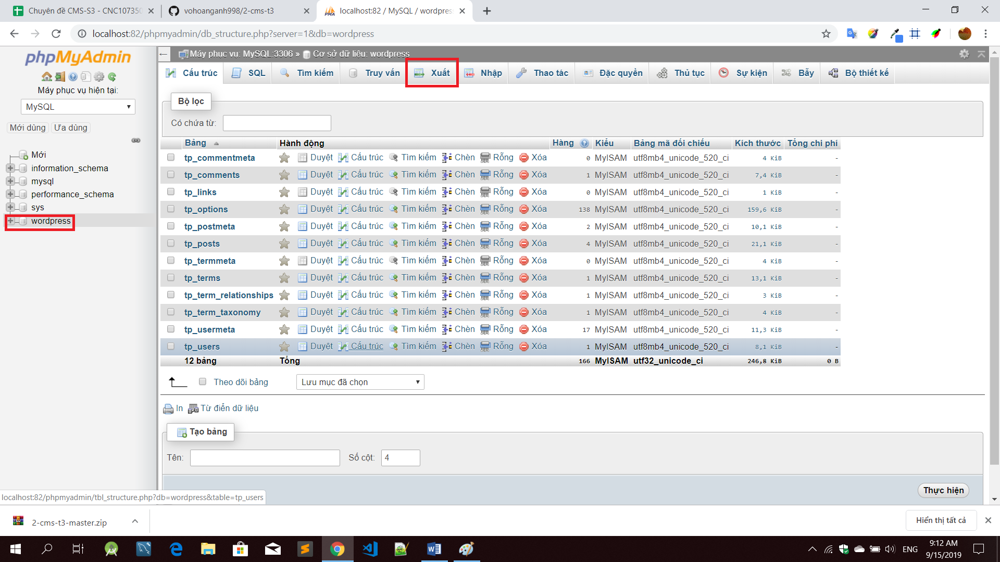 Chuyên đề CMS-S3 - CNC10735
vohoanganh998/2-cms-t3
localhost:82 / MySQL / wordpres
localhost:82/phpmyadmin/db_structure.php?server=1&db=wordpress
phpMyAdmin
Máy phục vụ hiện tại:
MySQL
Mới dùng Ưa dùng
Mới
information_schema
mysql
performance_schema
sys
wordpress
Máy phục vụ: MySQL:3306 » Cơ sở dữ liệu: wordpress
Cấu trúc SQL Tìm kiếm Truy vấn Xuất Nhập Thao tác Đặc quyền Thủ tục Sự kiện Bẫy Bộ thiết kế
Bộ lọc
Có chứa từ:
Bảng Hành động Hàng Kiểu Bảng mã đối chiếu Kích thước Tổng chi phí
tp_commentmeta Duyệt Cấu trúc Tìm kiếm Chèn Rỗng Xóa 0 MyISAM utf8mb4_unicode_520_ci 4 KiB -
tp_comments Duyệt Cấu trúc Tìm kiếm Chèn Rỗng Xóa 1 MyISAM utf8mb4_unicode_520_ci 7,4 KiB -
tp_links Duyệt Cấu trúc Tìm kiếm Chèn Rỗng Xóa 0 MyISAM utf8mb4_unicode_520_ci 1 KiB -
tp_options Duyệt Cấu trúc Tìm kiếm Chèn Rỗng Xóa 138 MyISAM utf8mb4_unicode_520_ci 159,6 KiB -
tp_postmeta Duyệt Cấu trúc Tìm kiếm Chèn Rỗng Xóa 2 MyISAM utf8mb4_unicode_520_ci 10,1 KiB -
tp_posts Duyệt Cấu trúc Tìm kiếm Chèn Rỗng Xóa 4 MyISAM utf8mb4_unicode_520_ci 21,1 KiB -
tp_termmeta Duyệt Cấu trúc Tìm kiếm Chèn Rỗng Xóa 0 MyISAM utf8mb4_unicode_520_ci 4 KiB -
tp_terms Duyệt Cấu trúc Tìm kiếm Chèn Rỗng Xóa 1 MyISAM utf8mb4_unicode_520_ci 13,1 KiB -
tp_term_relationships Duyệt Cấu trúc Tìm kiếm Chèn Rỗng Xóa 1 MyISAM utf8mb4_unicode_520_ci 3 KiB -
tp_term_taxonomy Duyệt Cấu trúc Tìm kiếm Chèn Rỗng Xóa 1 MyISAM utf8mb4_unicode_520_ci 4 KiB -
tp_usermeta Duyệt Cấu trúc Tìm kiếm Chèn Rỗng Xóa 17 MyISAM utf8mb4_unicode_520_ci 11,3 KiB -
tp_users Duyệt Cấu trúc Tìm kiếm Chèn Rỗng Xóa 1 MyISAM utf8mb4_unicode_520_ci 8,1 KiB -
12 bảng Tổng 166 MyISAM utf32_unicode_ci 246,8 KiB 0 B
Theo dõi bảng Lưu mục đã chọn
In Từ điển dữ liệu
Tạo bảng
Tên: Số cột: 4
Thực hiện
localhost:82/phpmyadmin/tbl_structure.php?db=wordpress&table=tp_users
2-cms-t3-master.zip
Hiển thị tất cả
ENG
9:12 AM
9/15/2019